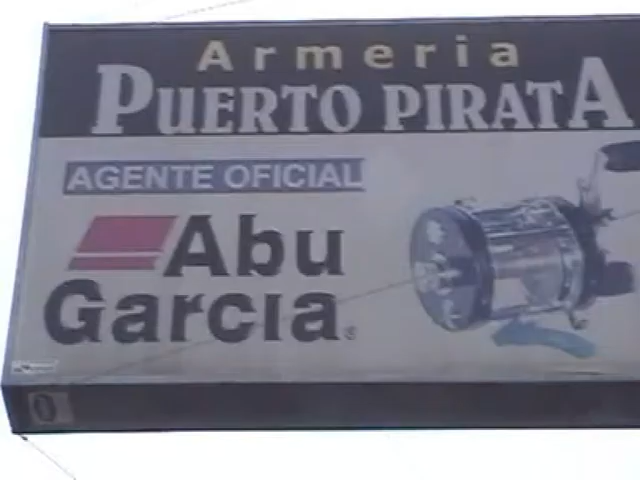 Armeria
PUERTO PIRATA
AGENTE OFICIAL
Abu
Garcia®